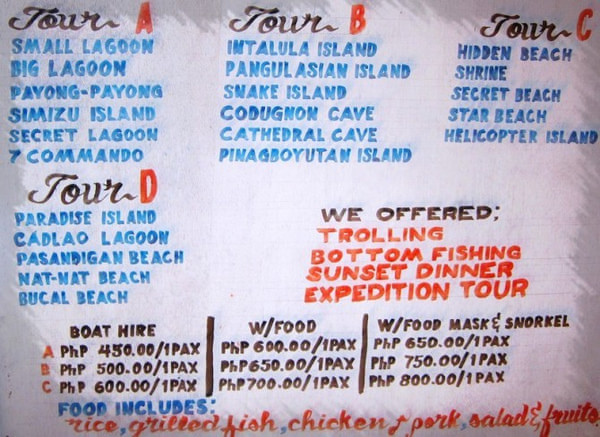 Tour A
SMALL LAGOON
BIG LAGOON
PAYONG-PAYONG
SIMIZU ISLAND
SECRET LAGOON
7 COMMANDO
Tour B
INTALULA ISLAND
PANGULASIAN ISLAND
SNAKE ISLAND
CODUGNON CAVE
CATHEDRAL CAVE
PINAGBOYUTAN ISLAND
Tour C
HIDDEN BEACH
SHRINE
SECRET BEACH
STAR BEACH
HELICOPTER ISLAND
Tour D
PARADISE ISLAND
CADLAO LAGOON
PASANDIGAN BEACH
NAT-NAT BEACH
BUCAL BEACH
WE OFFERED:
TROLLING
BOTTOM FISHING
SUNSET DINNER
EXPEDITION TOUR
BOAT HIRE W/FOOD W/FOOD MASK & SNORKEL
A PhP 450.00/1PAX PhP 600.00/1PAX PhP 650.00/1PAX
B PhP 500.00/1PAX PhP 650.00/1PAX PhP 750.00/1PAX
C PhP 600.00/1PAX PhP 700.00/1PAX PhP 800.00/1PAX
FOOD INCLUDES:
rice, grilled fish, chicken & pork, salad & fruits